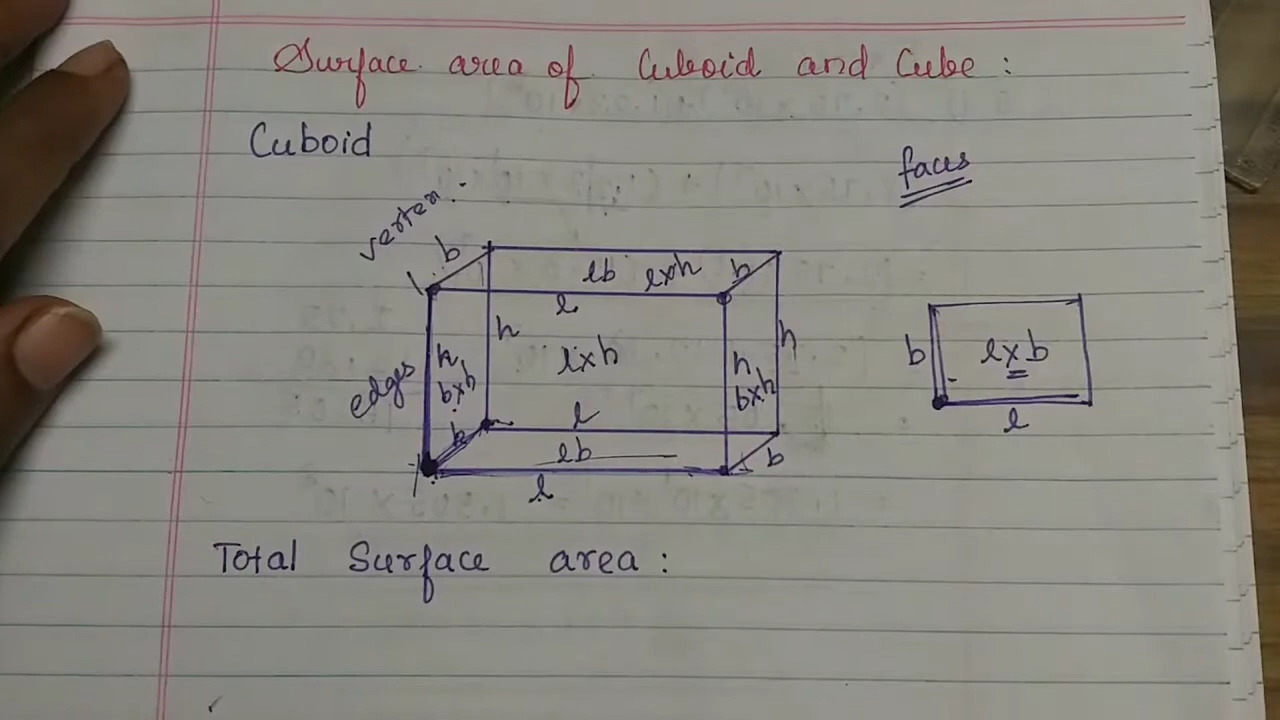 Surface area of Cuboid and Cube :
Cuboid
faces
vertex
b
lb
lxh
b
l
h
h
lxh
h
bxh
h
bxh
edges
l
b
lb
b
l
b
lxb
l
Total Surface area :